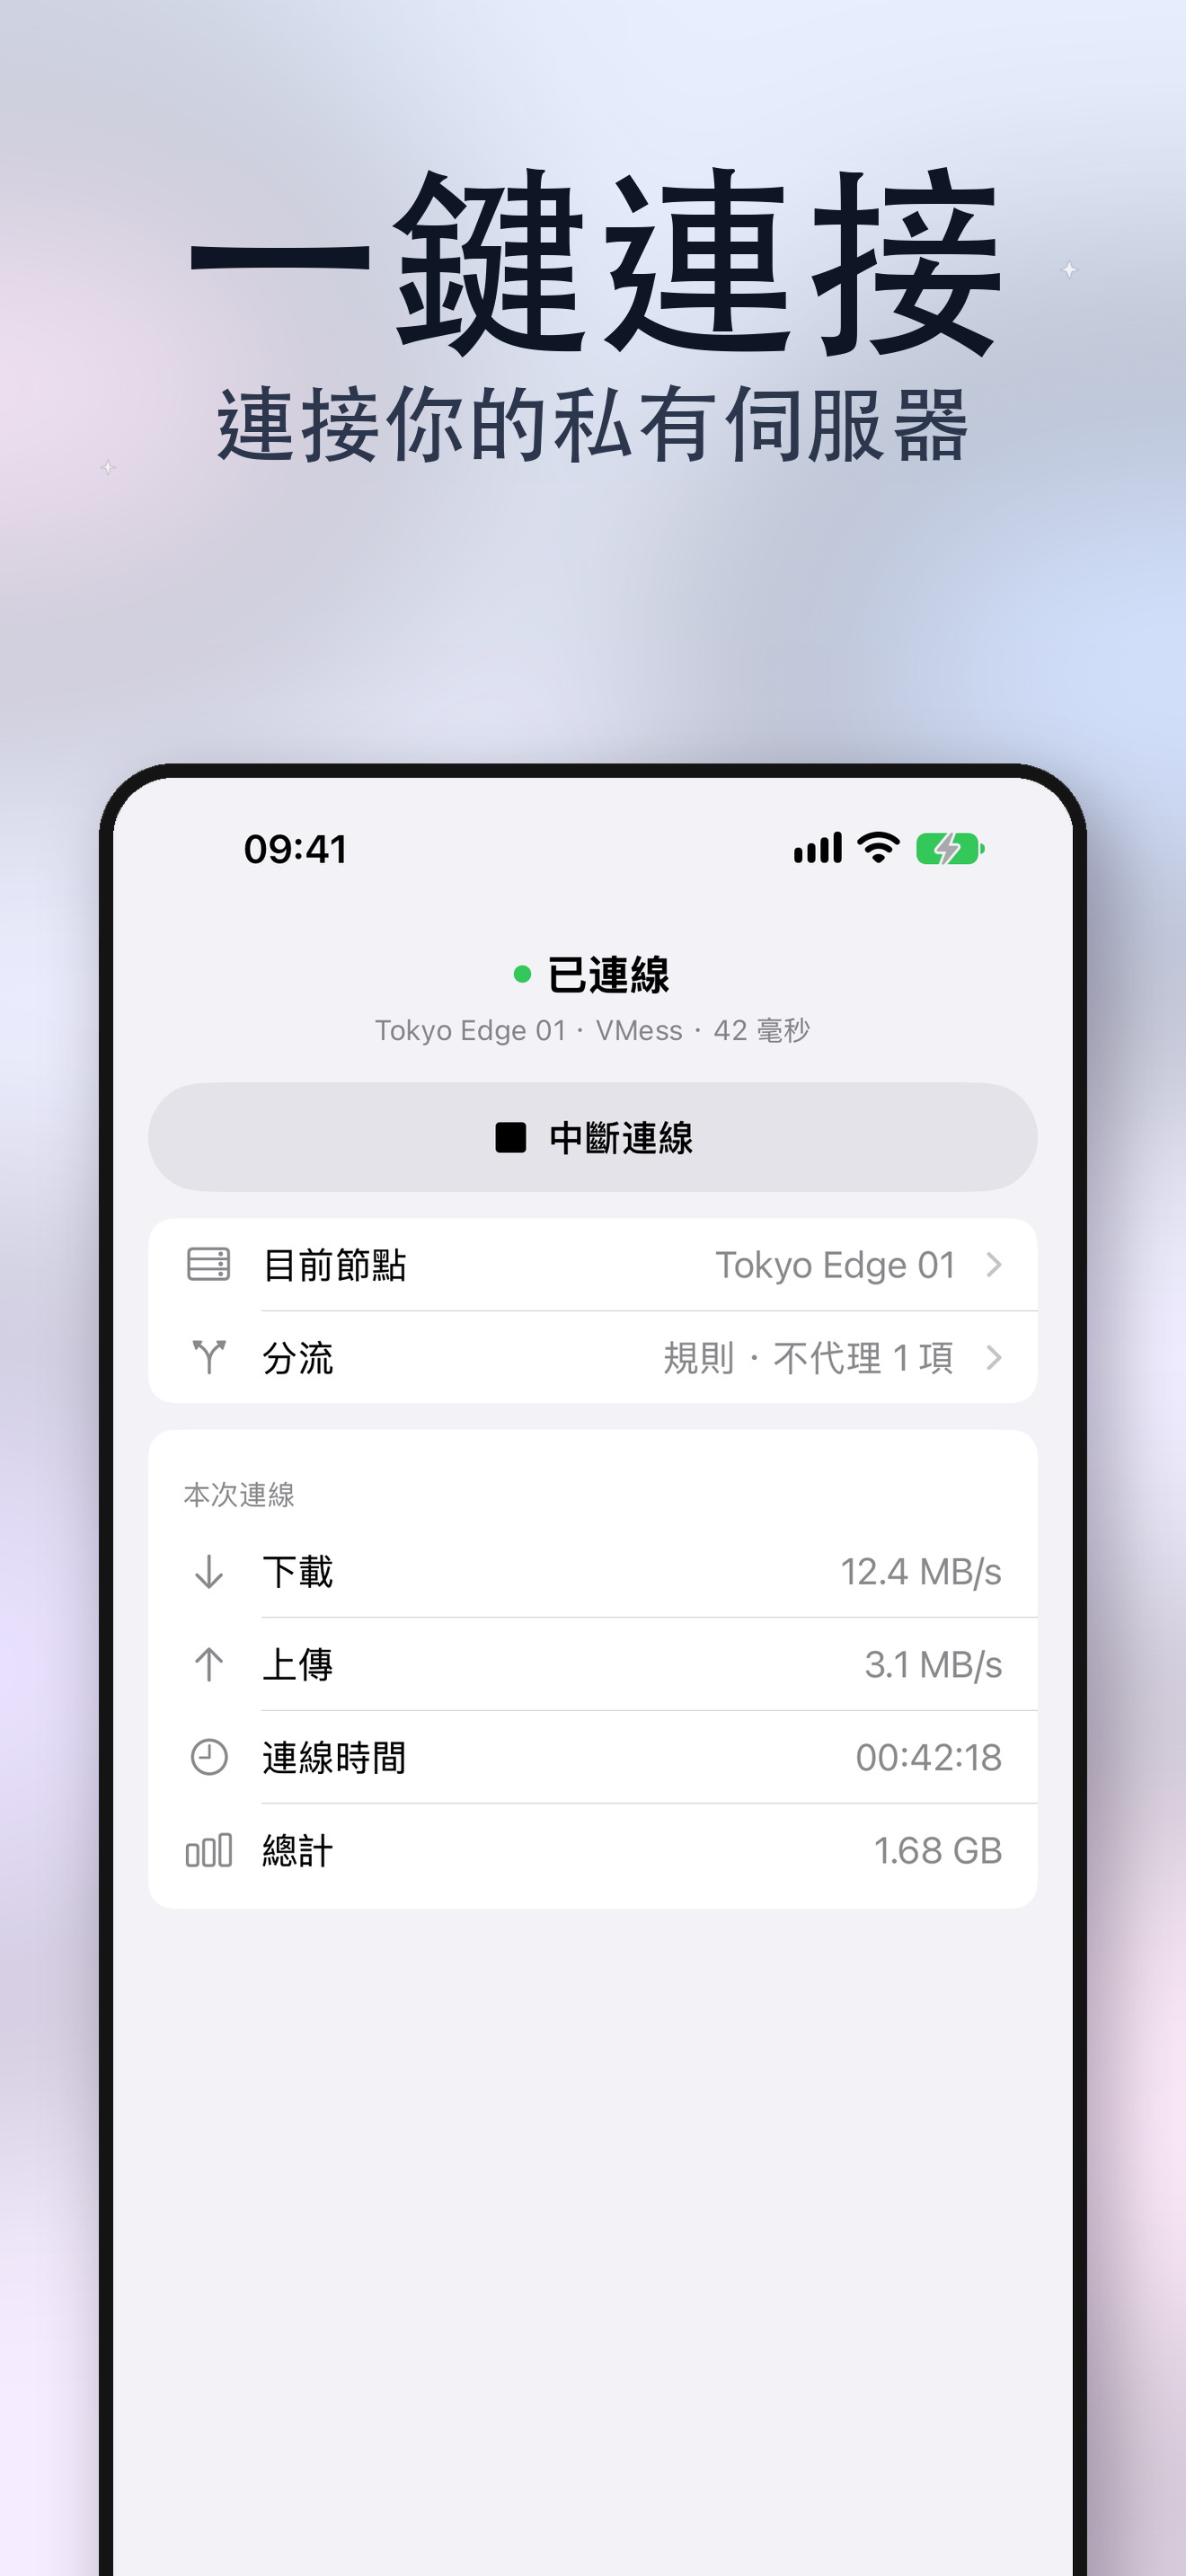 一鍵連接
連接你的私有伺服器
09:41
已連線
Tokyo Edge 01 · VMess · 42 毫秒
中斷連線
目前節點 Tokyo Edge 01
分流 規則 · 不代理 1 項
本次連線
下載 12.4 MB/s
上傳 3.1 MB/s
連線時間 00:42:18
總計 1.68 GB